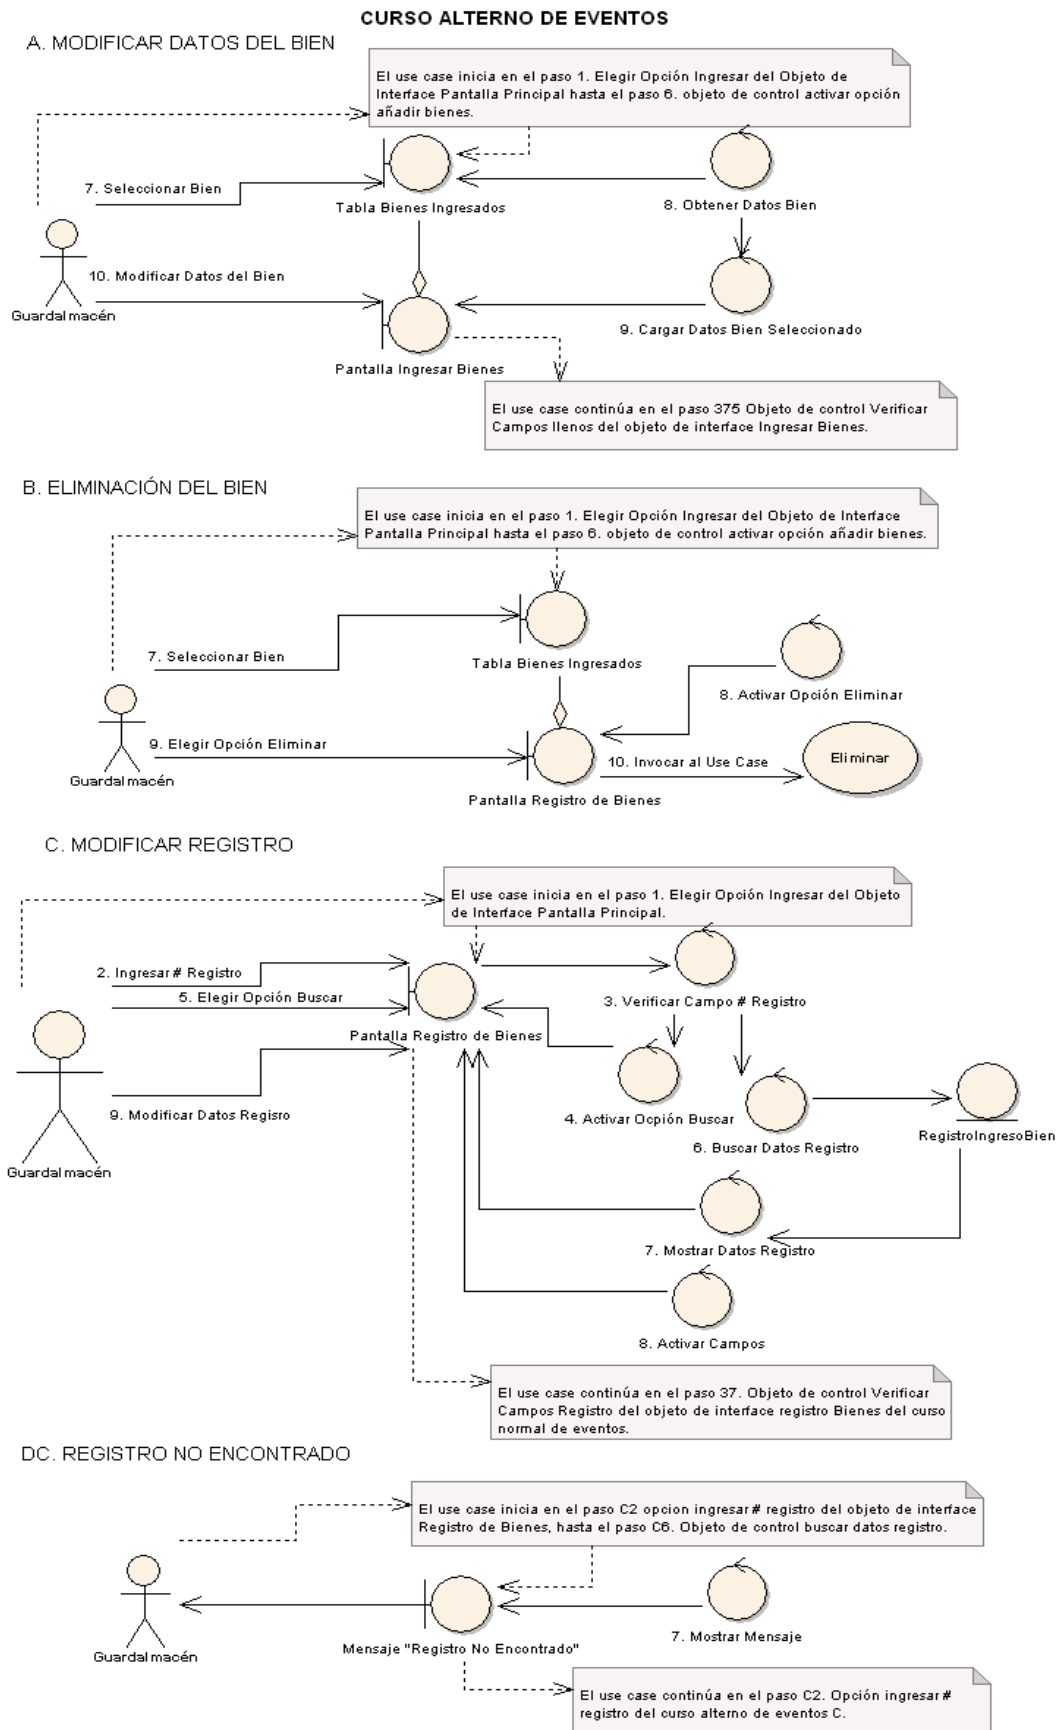 CURSO ALTERNO DE EVENTOS
A. MODIFICAR DATOS DEL BIEN
El use case inicia en el paso 1. Elegir Opción Ingresar del Objeto de
Interface Pantalla Principal hasta el paso 6. objeto de control activar opción
añadir bienes.
7. Seleccionar Bien
Tabla Bienes Ingresados
8. Obtener Datos Bien
10. Modificar Datos del Bien
Guardalmacén
9. Cargar Datos Bien Seleccionado
Pantalla Ingresar Bienes
El use case continúa en el paso 375 Objeto de control Verificar
Campos llenos del objeto de interface Ingresar Bienes.
B. ELIMINACIÓN DEL BIEN
El use case inicia en el paso 1. Elegir Opción Ingresar del Objeto de Interface
Pantalla Principal hasta el paso 6. objeto de control activar opción añadir bienes.
7. Seleccionar Bien
Tabla Bienes Ingresados
8. Activar Opción Eliminar
9. Elegir Opción Eliminar
10. Invocar al Use Case
Eliminar
Guardalmacén
Pantalla Registro de Bienes
C. MODIFICAR REGISTRO
El use case inicia en el paso 1. Elegir Opción Ingresar del Objeto
de Interface Pantalla Principal.
2. Ingresar # Registro
5. Elegir Opción Buscar
3. Verificar Campo # Registro
Pantalla Registro de Bienes
9. Modificar Datos Regisro
4. Activar Ocpión Buscar
RegistroIngresoBien
6. Buscar Datos Registro
Guardalmacén
7. Mostrar Datos Registro
8. Activar Campos
El use case continúa en el paso 37. Objeto de control Verificar
Campos Registro del objeto de interface registro Bienes del curso
normal de eventos.
DC. REGISTRO NO ENCONTRADO
El use case inicia en el paso C2 opcion ingresar # registro del objeto de interface
Registro de Bienes, hasta el paso C6. Objeto de control buscar datos registro.
7. Mostrar Mensaje
Mensaje "Registro No Encontrado"
Guardalmacén
El use case continúa en el paso C2. Opción ingresar #
registro del curso alterno de eventos C.